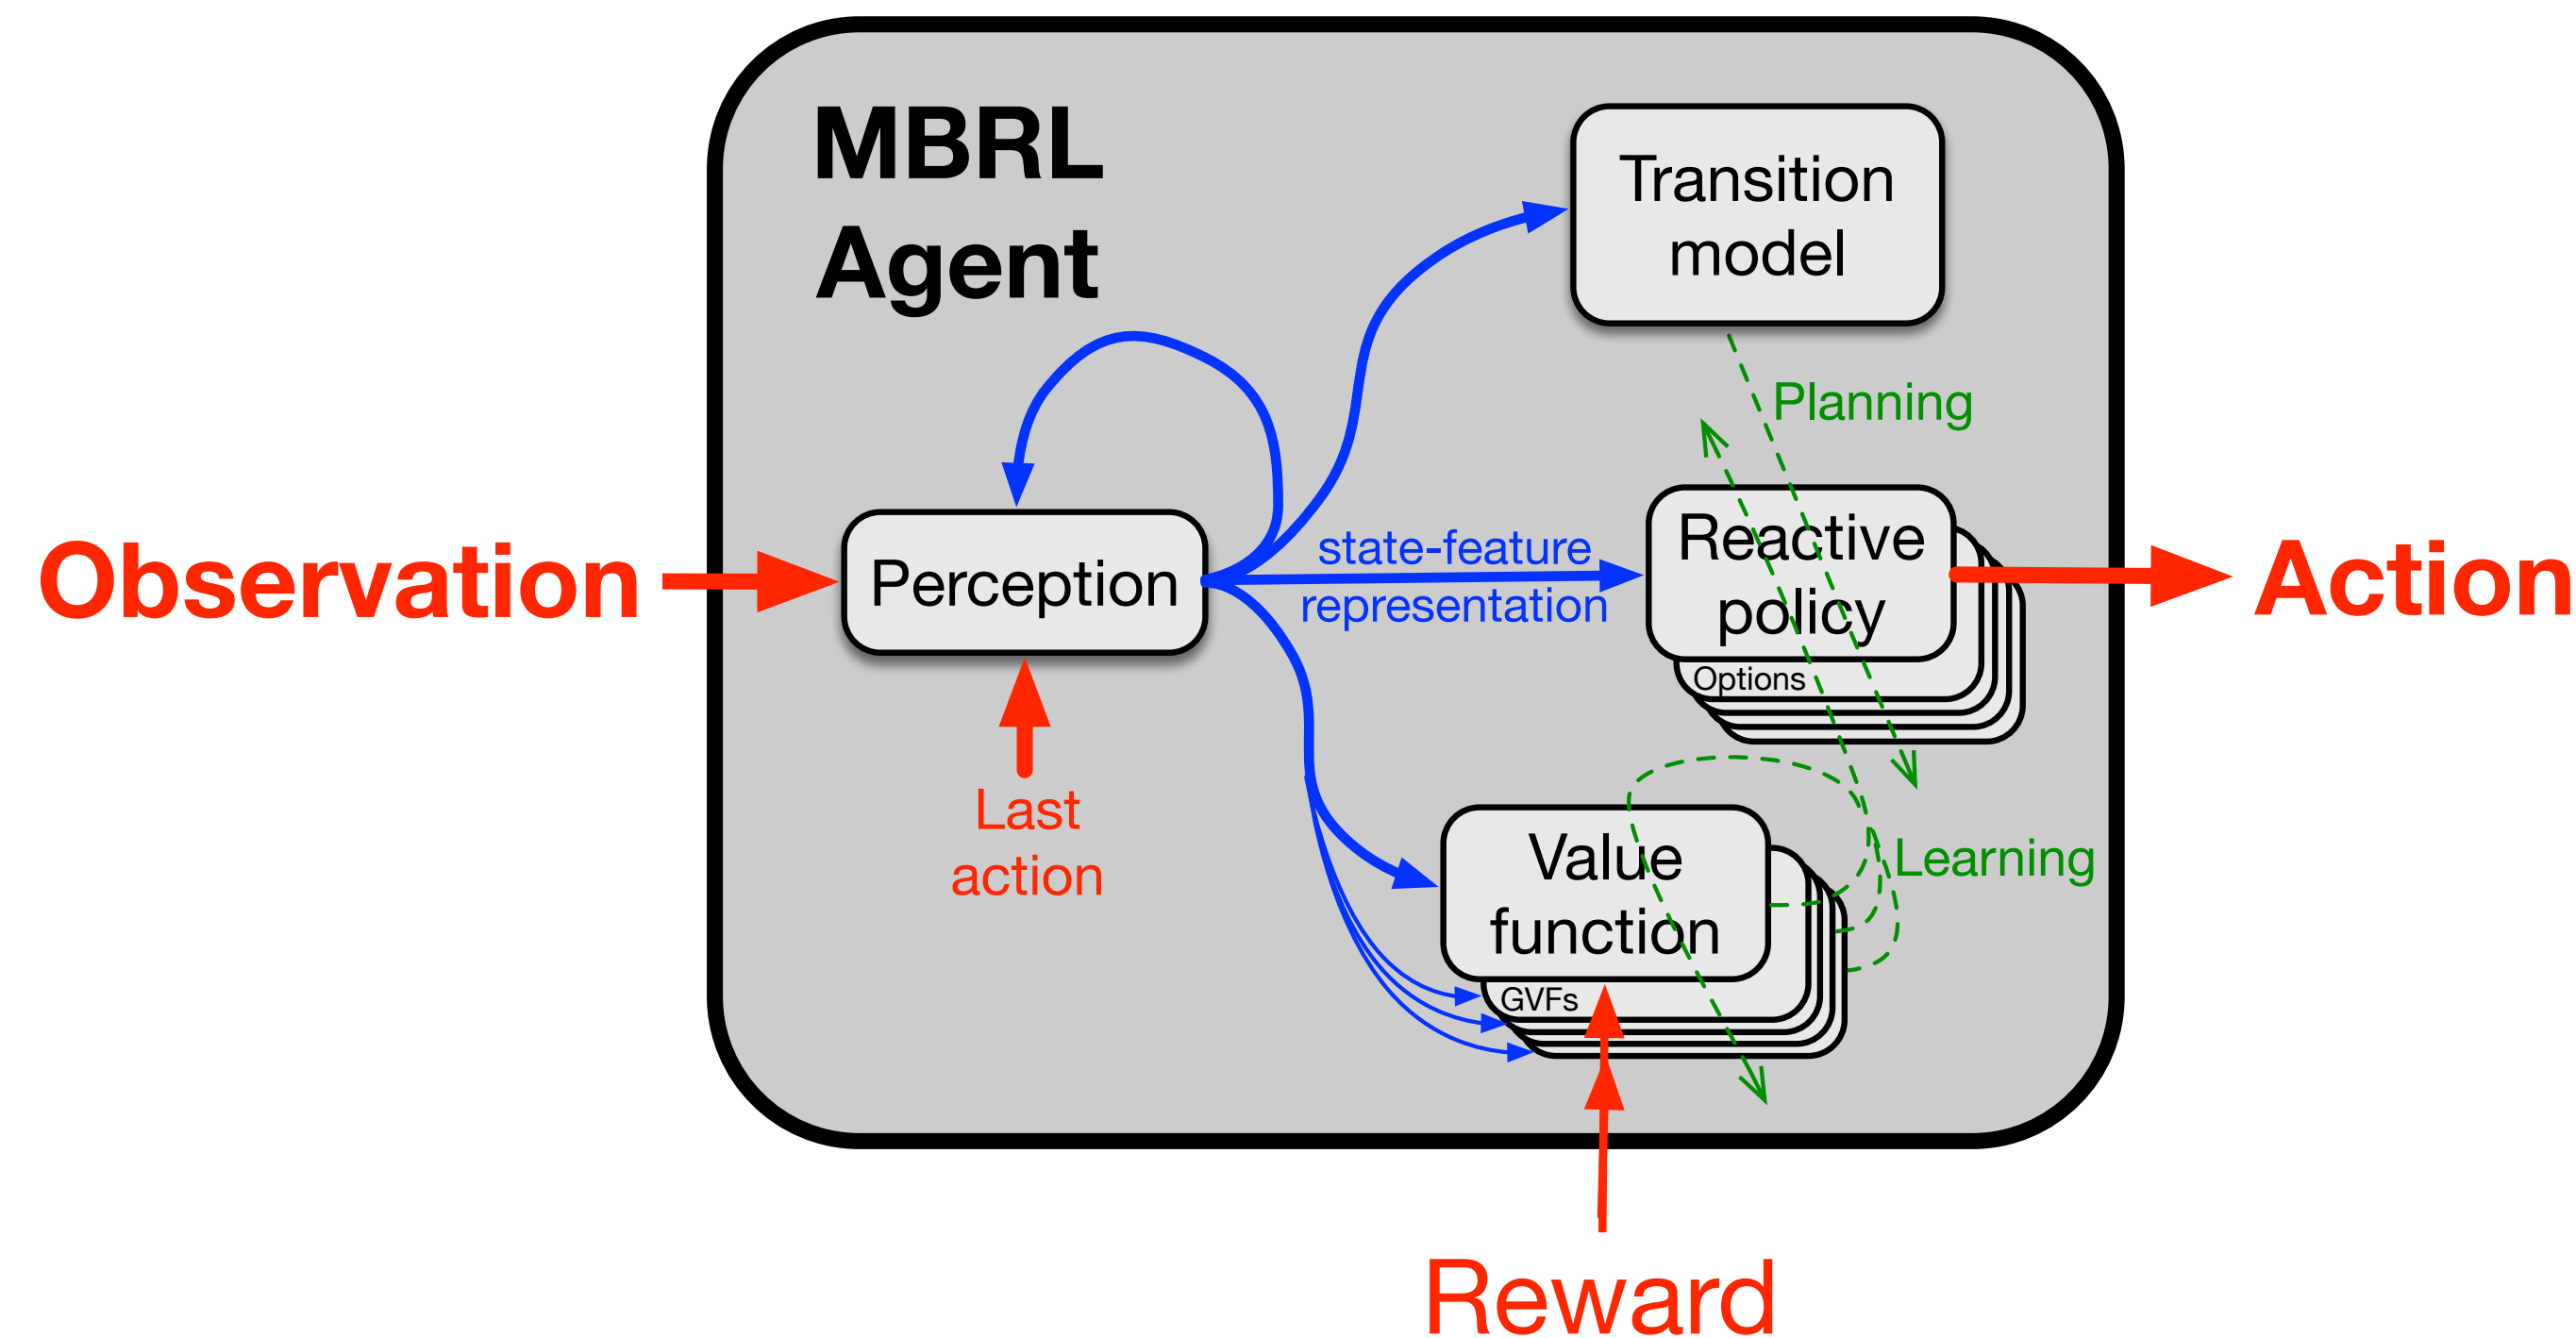 MBRL
Agent
Transition
model
Planning
Observation
Perception
state-feature
representation
Reactive
policy
Options
Action
Last
action
Value
function
GVFs
Learning
Reward